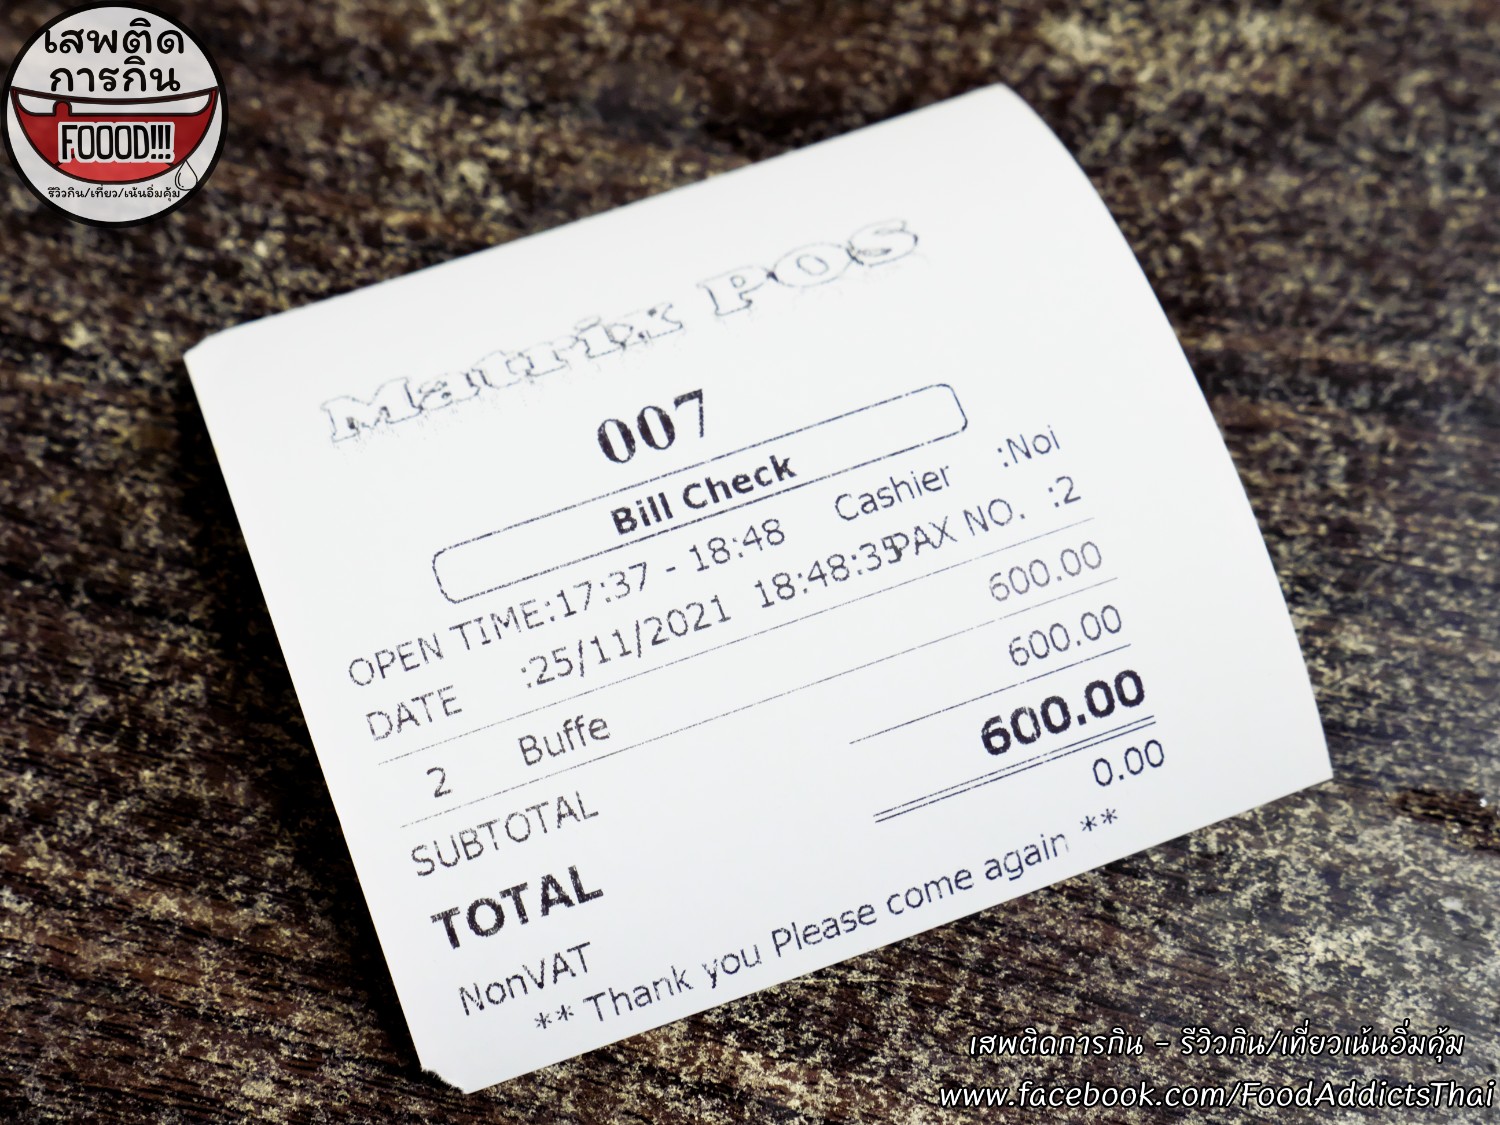 เสพติด
การกิน
FOOOD!!!
รีวิวกิน/เที่ยว/เน้นอิ่มคุ้ม
Matrix POS
007
Bill Check
OPEN TIME:17:37 - 18:48 Cashier :Noi
DATE :25/11/2021 18:48:39 PAX NO. :2
2 Buffe 600.00
SUBTOTAL 600.00
TOTAL 600.00
NonVAT 0.00
** Thank you Please come again **
เสพติดการกิน - รีวิวกิน/เที่ยวเน้นอิ่มคุ้ม
www.facebook.com/FoodAddictsThai